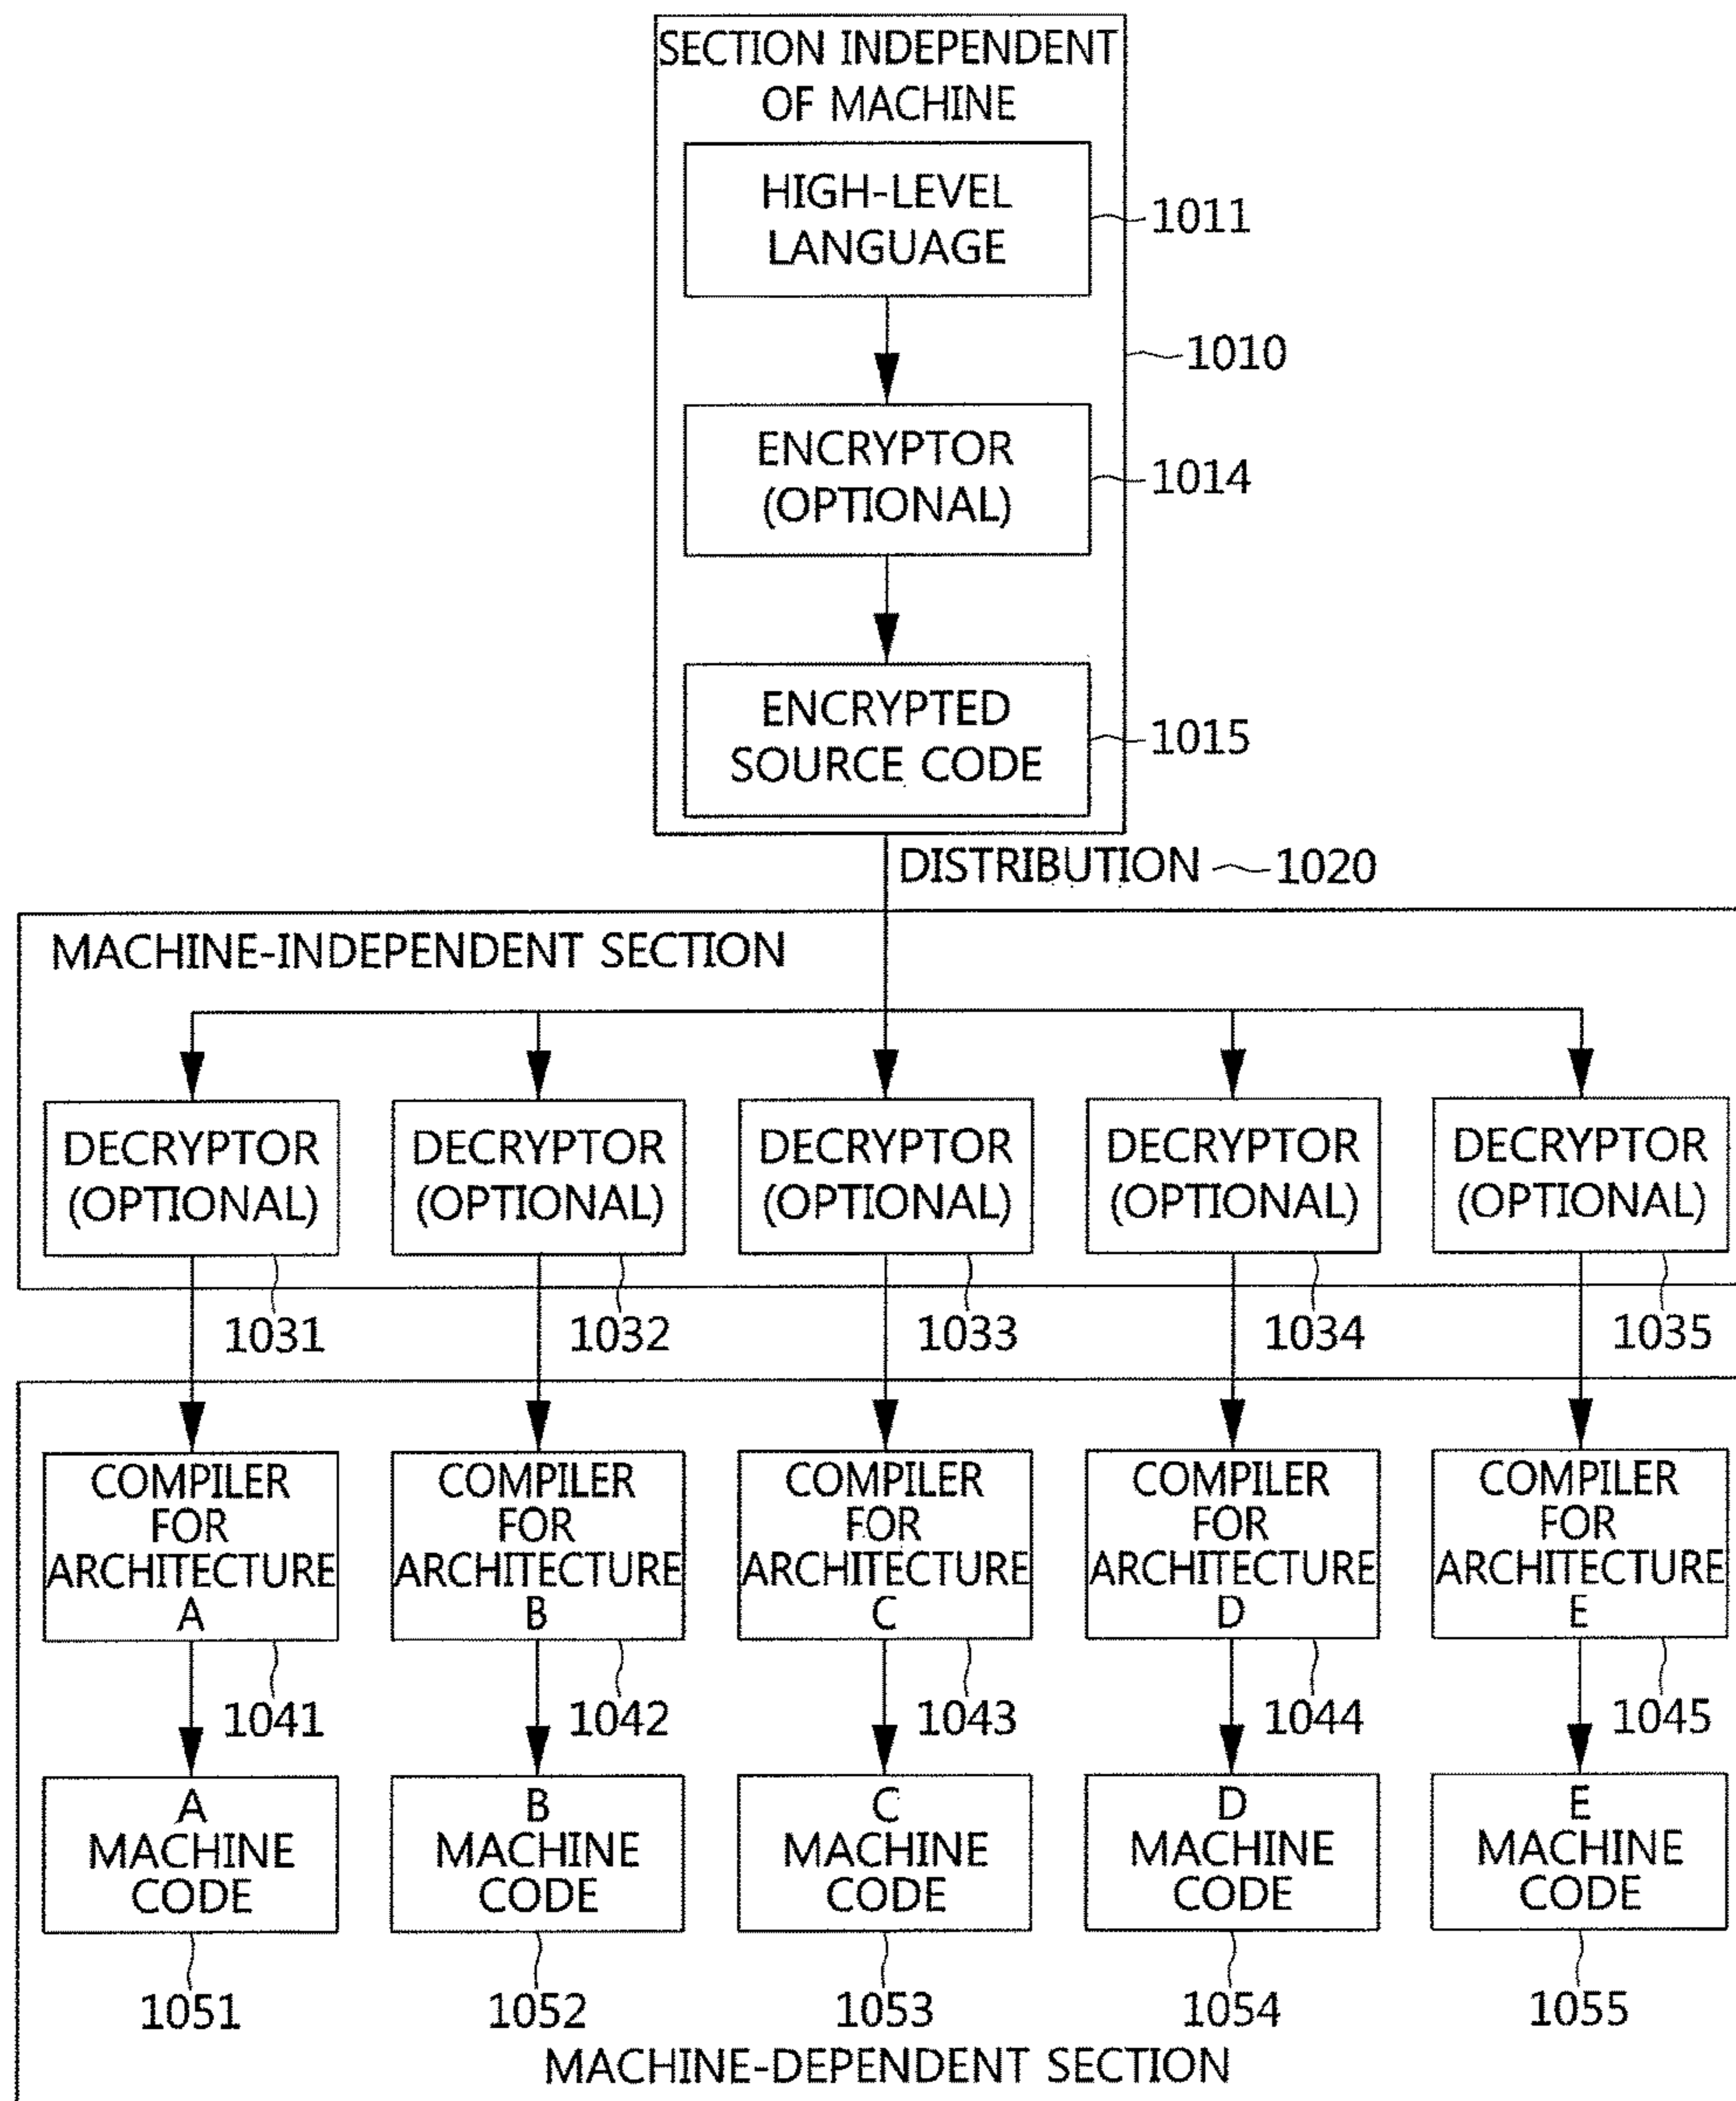 SECTION INDEPENDENT
OF MACHINE
HIGH-LEVEL
LANGUAGE
1011
1010
ENCRYPTOR
(OPTIONAL)
1014
ENCRYPTED
SOURCE CODE
1015
DISTRIBUTION
1020
MACHINE-INDEPENDENT SECTION
DECRYPTOR
(OPTIONAL)
DECRYPTOR
(OPTIONAL)
DECRYPTOR
(OPTIONAL)
DECRYPTOR
(OPTIONAL)
DECRYPTOR
(OPTIONAL)
1031
1032
1033
1034
1035
COMPILER
FOR
ARCHITECTURE
A
COMPILER
FOR
ARCHITECTURE
B
COMPILER
FOR
ARCHITECTURE
C
COMPILER
FOR
ARCHITECTURE
D
COMPILER
FOR
ARCHITECTURE
E
1041
1042
1043
1044
1045
A
MACHINE
CODE
B
MACHINE
CODE
C
MACHINE
CODE
D
MACHINE
CODE
E
MACHINE
CODE
1051
1052
1053
1054
1055
MACHINE-DEPENDENT SECTION